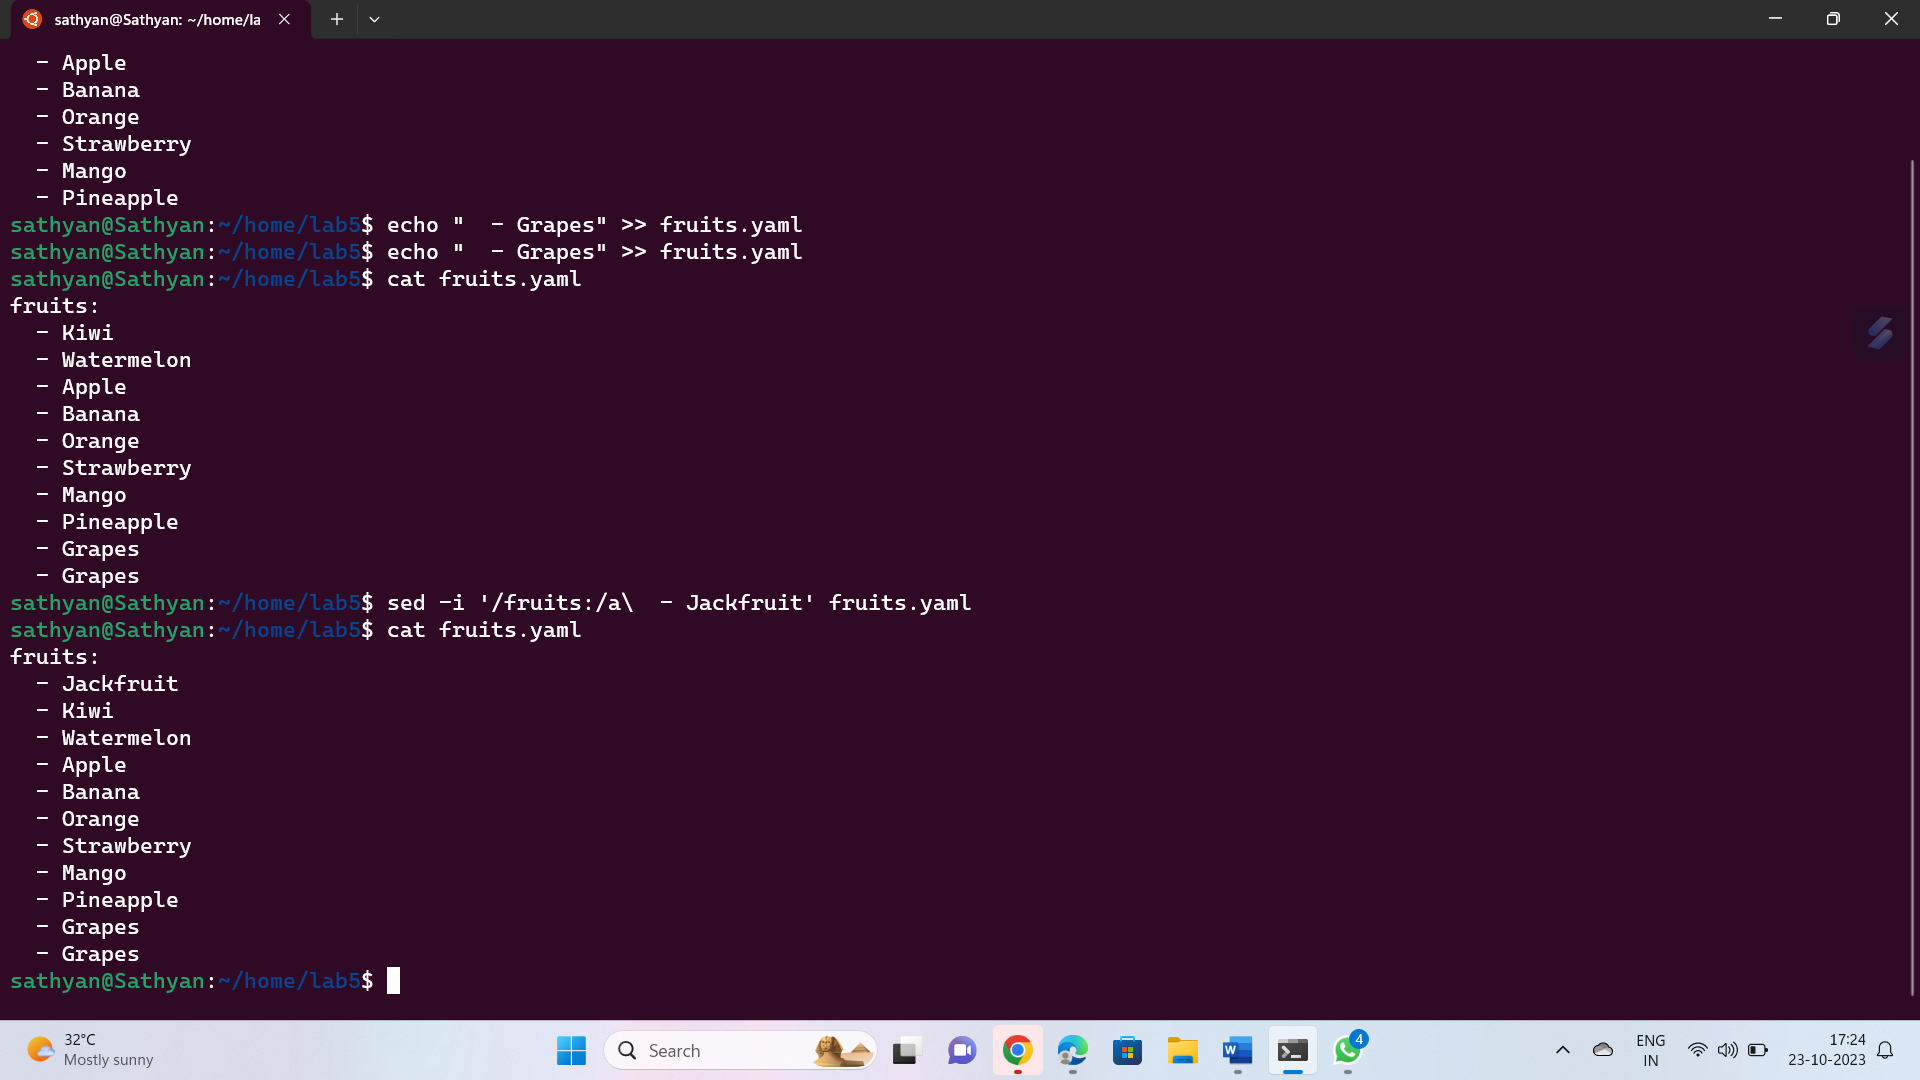 sathyan@Sathyan: ~/home/la
- Apple
- Banana
- Orange
- Strawberry
- Mango
- Pineapple
sathyan@Sathyan:~/home/lab5$ echo "  - Grapes" >> fruits.yaml
sathyan@Sathyan:~/home/lab5$ echo "  - Grapes" >> fruits.yaml
sathyan@Sathyan:~/home/lab5$ cat fruits.yaml
fruits:
- Kiwi
- Watermelon
- Apple
- Banana
- Orange
- Strawberry
- Mango
- Pineapple
- Grapes
- Grapes
sathyan@Sathyan:~/home/lab5$ sed -i '/fruits:/a\  - Jackfruit' fruits.yaml
sathyan@Sathyan:~/home/lab5$ cat fruits.yaml
fruits:
- Jackfruit
- Kiwi
- Watermelon
- Apple
- Banana
- Orange
- Strawberry
- Mango
- Pineapple
- Grapes
- Grapes
sathyan@Sathyan:~/home/lab5$
32°C
Mostly sunny
Search
W
4
ENG
IN
17:24
23-10-2023